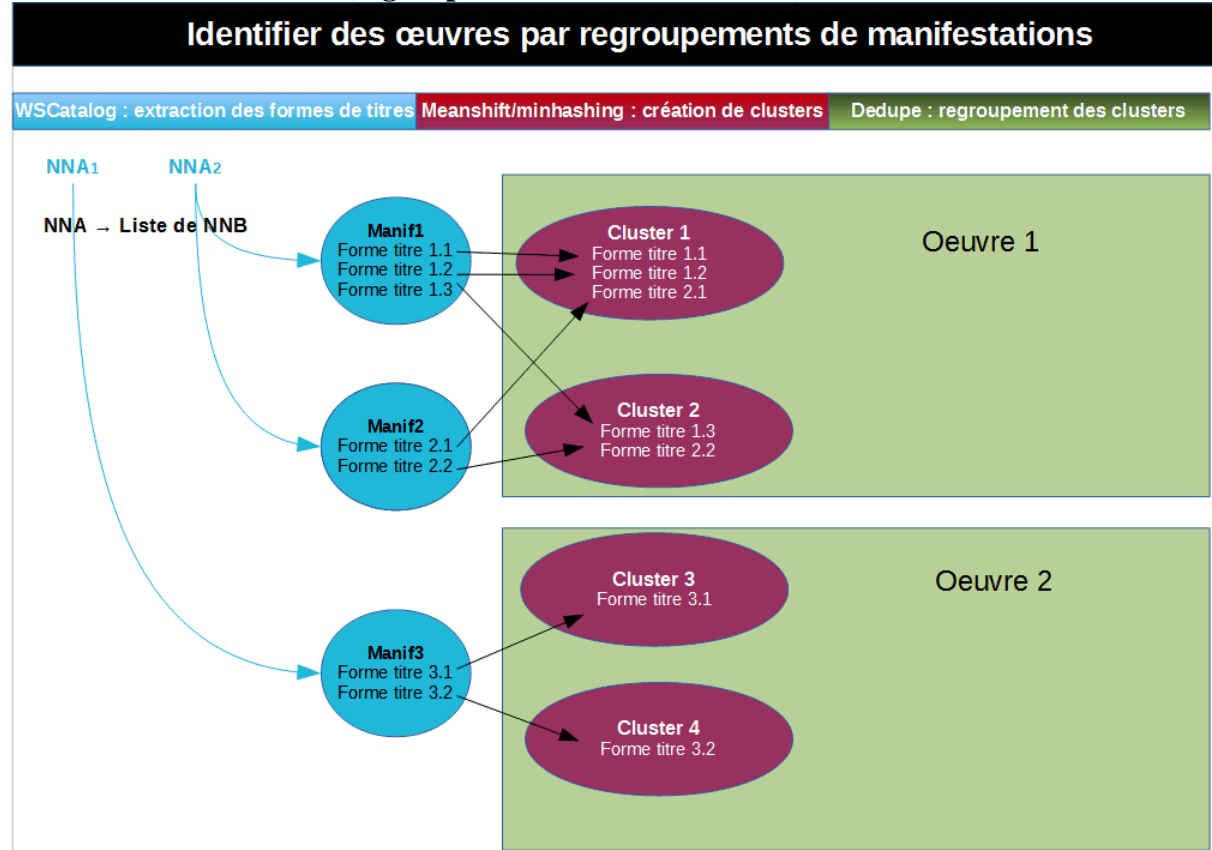 Identifier des œuvres par regroupements de manifestations
WSCatalog : extraction des formes de titres
Meanshift/minhashing : création de clusters
Dedupe : regroupement des clusters
NNA1
NNA2
NNA → Liste de NNB
Manif1
Forme titre 1.1
Forme titre 1.2
Forme titre 1.3
Cluster 1
Forme titre 1.1
Forme titre 1.2
Forme titre 2.1
Oeuvre 1
Manif2
Forme titre 2.1
Forme titre 2.2
Cluster 2
Forme titre 1.3
Forme titre 2.2
Cluster 3
Forme titre 3.1
Oeuvre 2
Manif3
Forme titre 3.1
Forme titre 3.2
Cluster 4
Forme titre 3.2